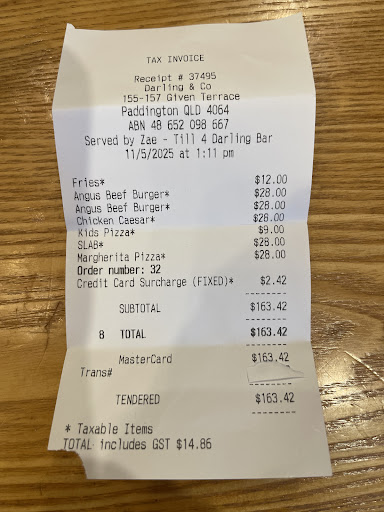 TAX INVOICE
Receipt # 37495
Darling & Co
155-157 Given Terrace
Paddington QLD 4064
ABN 48 652 098 667
Served by Zae - Till 4 Darling Bar
11/5/2025 at 1:11 pm
Fries* $12.00
Angus Beef Burger* $28.00
Angus Beef Burger* $28.00
Chicken Caesar* $28.00
Kids Pizza* $9.00
SLAB* $28.00
Margherita Pizza* $28.00
Order number: 32
Credit Card Surcharge (FIXED)* $2.42
SUBTOTAL $163.42
8 TOTAL $163.42
MasterCard $163.42
Trans#
TENDERED $163.42
* Taxable Items
TOTAL includes GST $14.86